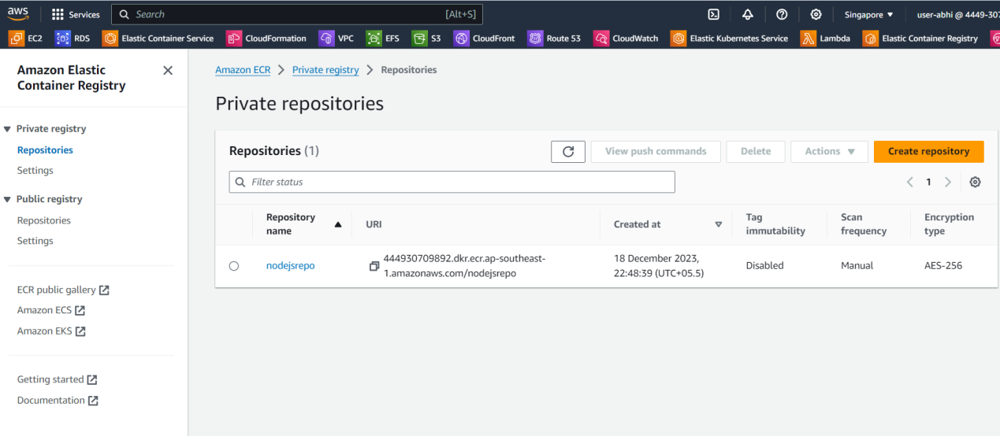 aws
Services
Search
[Alt+S]
Singapore
user-abhi @ 4449-307
EC2
RDS
Elastic Container Service
CloudFormation
VPC
EFS
S3
CloudFront
Route 53
CloudWatch
Elastic Kubernetes Service
Lambda
Elastic Container Registry
Amazon Elastic
Container Registry
Private registry
Repositories
Settings
Public registry
Repositories
Settings
ECR public gallery
Amazon ECS
Amazon EKS
Getting started
Documentation
Amazon ECR
Private registry
Repositories
Private repositories
Repositories (1)
View push commands
Delete
Actions
Create repository
Filter status
1
Repository
name
URI
Created at
Tag
immutability
Scan
frequency
Encryption
type
nodejsrepo
444930709892.dkr.ecr.ap-southeast-
1.amazonaws.com/nodejsrepo
18 December 2023,
22:48:39 (UTC+05.5)
Disabled
Manual
AES-256